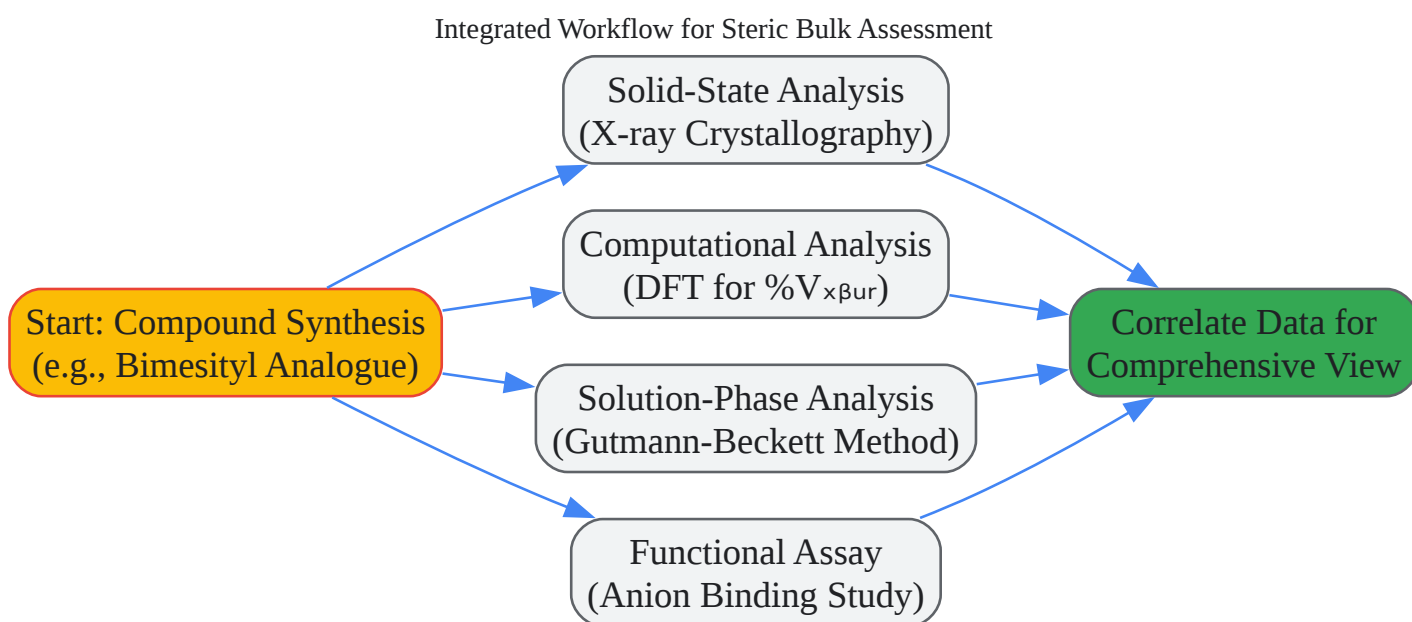 Integrated Workflow for Steric Bulk Assessment
Solid-State Analysis
(X-ray Crystallography)
Computational Analysis
(DFT for %Vₓᵦᵤᵣ)
Start: Compound Synthesis
(e.g., Bimesityl Analogue)
Correlate Data for
Comprehensive View
Solution-Phase Analysis
(Gutmann-Beckett Method)
Functional Assay
(Anion Binding Study)